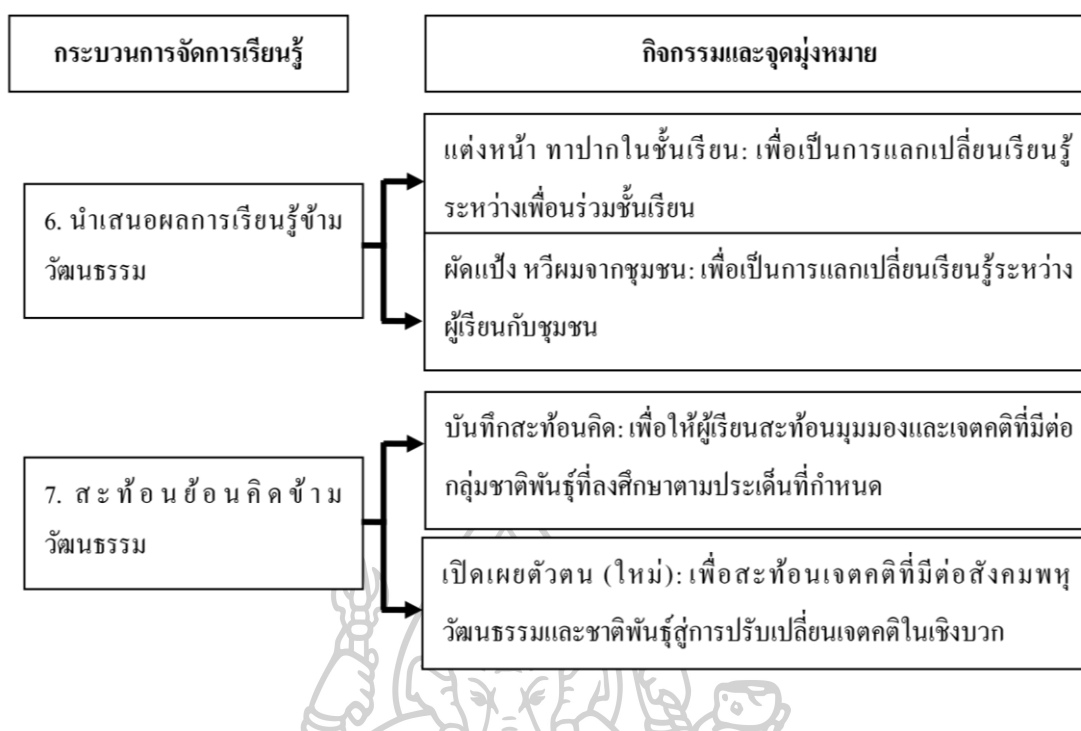 กระบวนการจัดการเรียนรู้
กิจกรรมและจุดมุ่งหมาย
6. นำเสนอผลการเรียนรู้ข้าม
วัฒนธรรม
แต่งหน้า ทาปากในชั้นเรียน: เพื่อเป็นการแลกเปลี่ยนเรียนรู้
ระหว่างเพื่อนร่วมชั้นเรียน
ผัดแป้ง หวีผมจากชุมชน: เพื่อเป็นการแลกเปลี่ยนเรียนรู้ระหว่าง
ผู้เรียนกับชุมชน
7. สะท้อนย้อนคิดข้าม
วัฒนธรรม
บันทึกสะท้อนคิด: เพื่อให้ผู้เรียนสะท้อนมุมมองและเจตคติที่มีต่อ
กลุ่มชาติพันธุ์ที่ลงศึกษาตามประเด็นที่กำหนด
เปิดเผยตัวตน (ใหม่): เพื่อสะท้อนเจตคติที่มีต่อสังคมพหุ
วัฒนธรรมและชาติพันธุ์สู่การปรับเปลี่ยนเจตคติในเชิงบวก